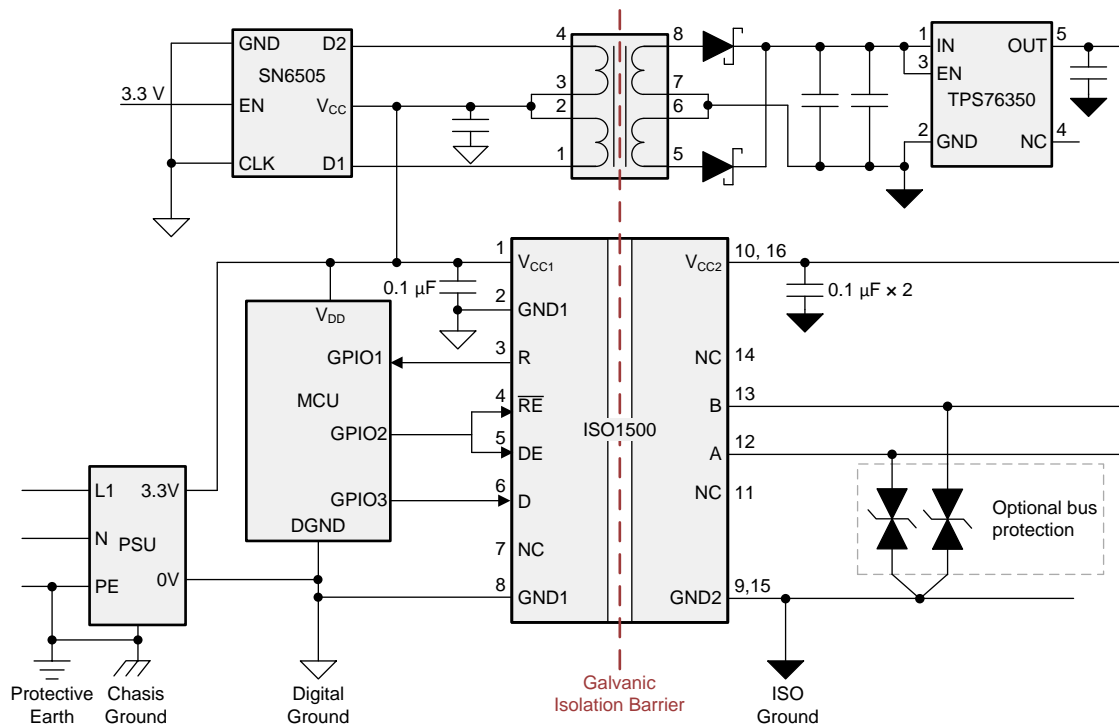 GND
D2
SN6505
3.3 V
EN
VCC
CLK
D1
4
3
2
1
8
7
6
5
1
IN
OUT
5
3
EN
TPS76350
2
GND
NC
4
1
VCC1
0.1 µF
2
GND1
3
R
4
RE
5
DE
6
D
7
NC
8
GND1
ISO1500
VCC2
10, 16
0.1 µF × 2
NC
14
B
13
A
12
NC
11
GND2
9,15
VDD
GPIO1
MCU
GPIO2
GPIO3
DGND
L1
3.3V
N
PSU
PE
0V
Optional bus
protection
Protective
Earth
Chasis
Ground
Digital
Ground
Galvanic
Isolation Barrier
ISO
Ground